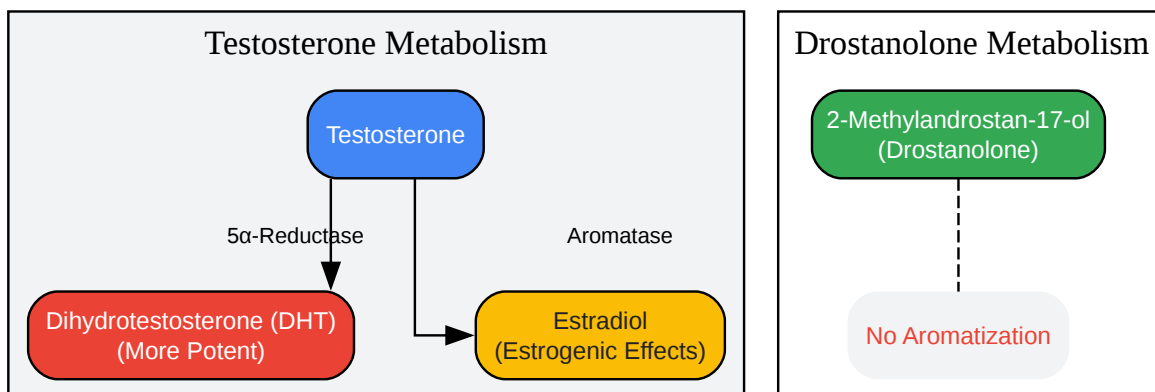 Testosterone Metabolism
Testosterone
5α-Reductase
Aromatase
Dihydrotestosterone (DHT)
(More Potent)
Estradiol
(Estrogenic Effects)
Drostanolone Metabolism
2-Methylandrostan-17-ol
(Drostanolone)
No Aromatization